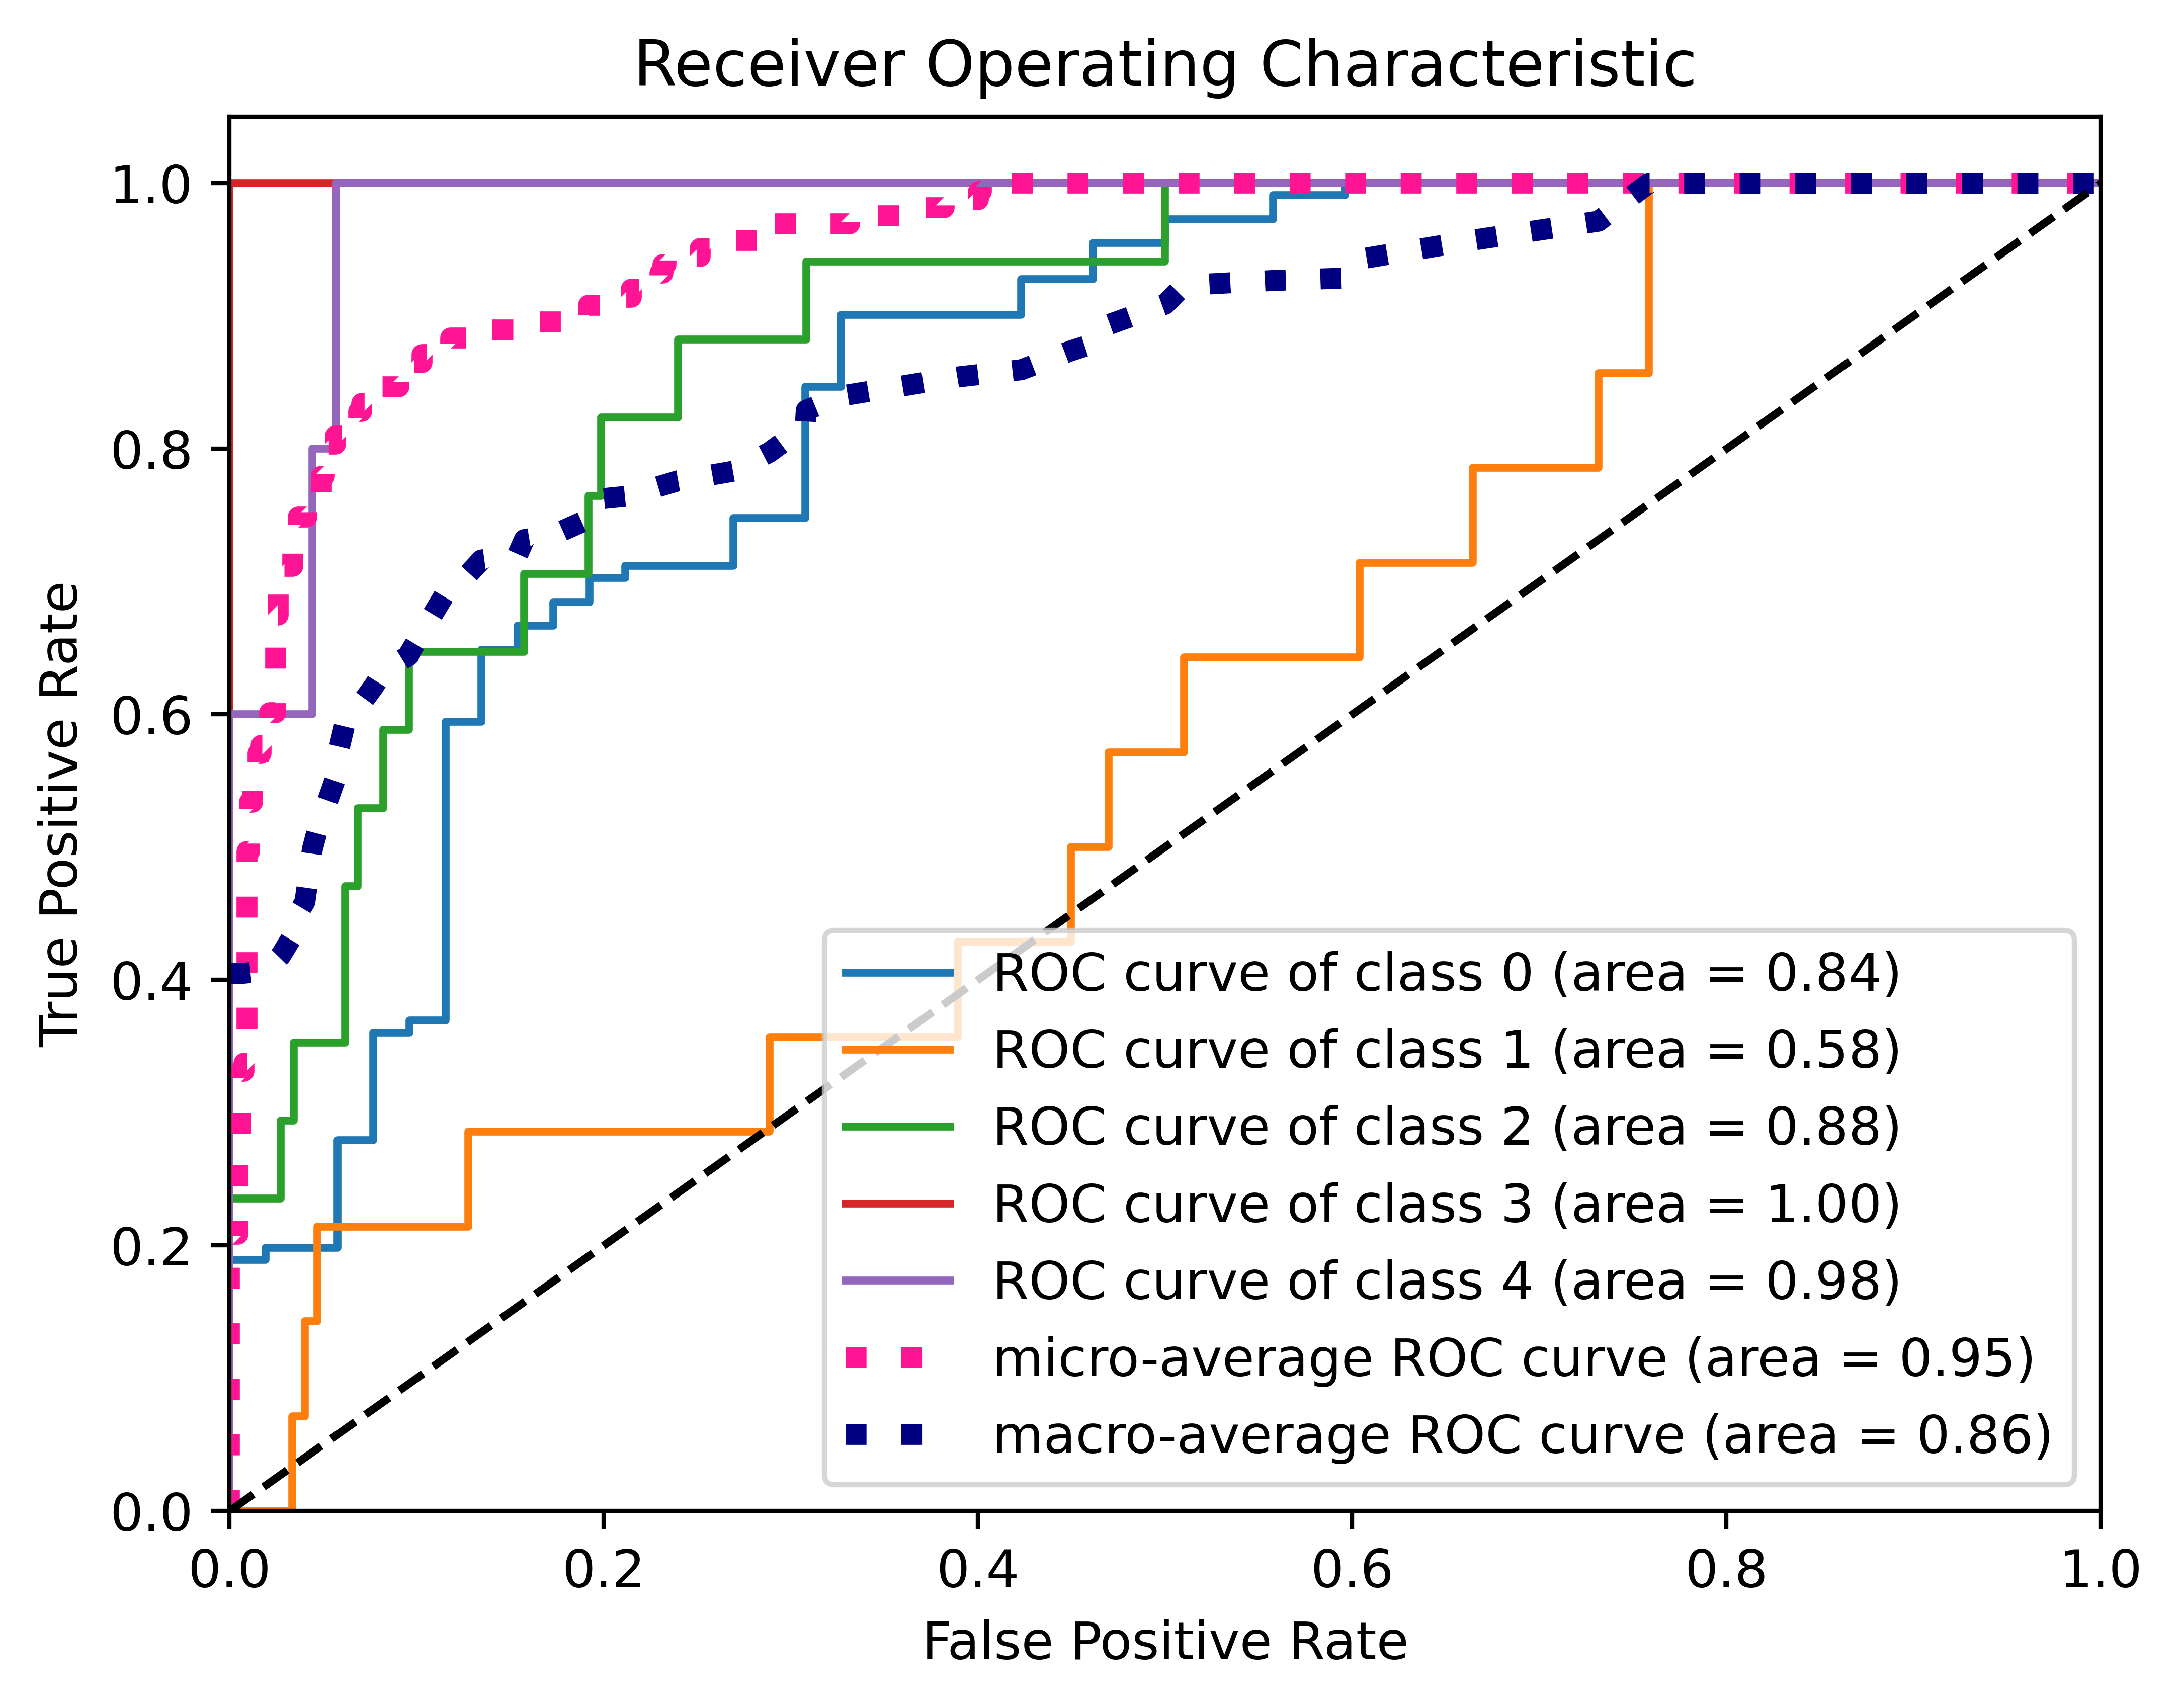 Receiver Operating Characteristic
True Positive Rate
1.0
0.8
0.6
0.4
0.2
0.0
ROC curve of class 0 (area = 0.84)
ROC curve of class 1 (area = 0.58)
ROC curve of class 2 (area = 0.88)
ROC curve of class 3 (area = 1.00)
ROC curve of class 4 (area = 0.98)
micro-average ROC curve (area = 0.95)
macro-average ROC curve (area = 0.86)
0.0 0.2 0.4 0.6 0.8 1.0
False Positive Rate